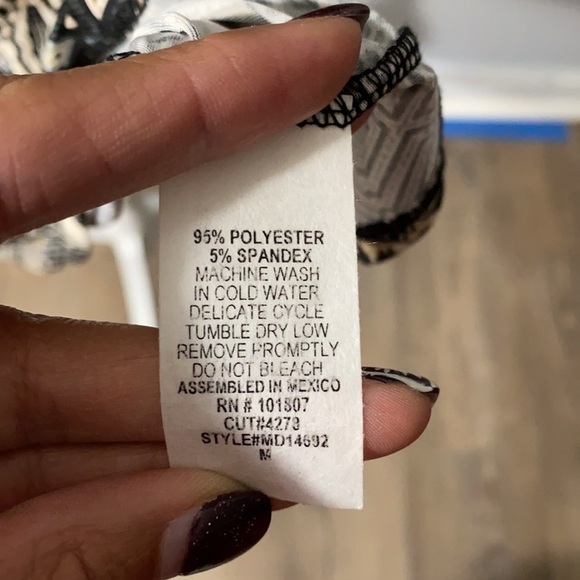 95% POLYESTER
5% SPANDEX
MACHINE WASH
IN COLD WATER
DELICATE CYCLE
TUMBLE DRY LOW
REMOVE PROMPTLY
DO NOT BLEACH
ASSEMBLED IN MEXICO
RN # 101807
CUT#4278
STYLE#MD14692
M